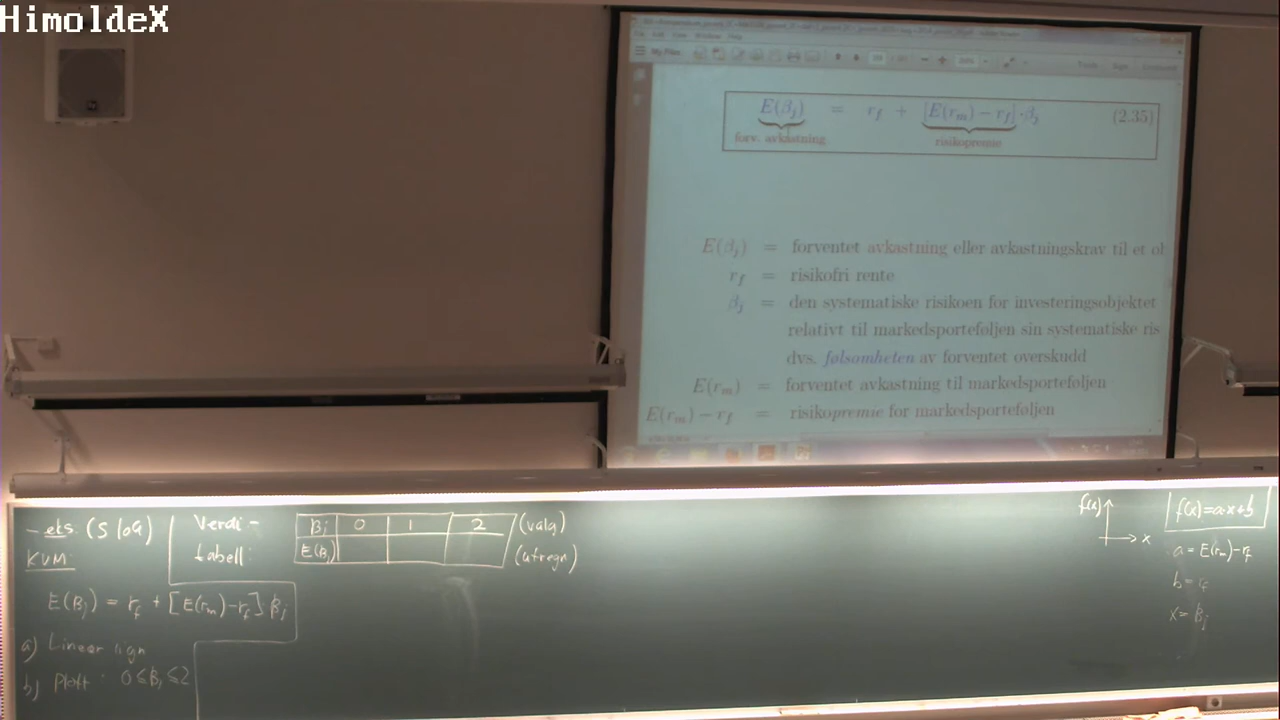 HimoldeX
My Files
E(βj) = rf + [E(rm) − rf] · βj (2.35)
forv. avkastning risikopremie
E(βj) = forventet avkastning eller avkastningskrav til et
rf = risikofri rente
βj = den systematiske risikoen for investeringsobjektet
relativt til markedsporteføljen sin systematiske ris
dvs. følsomheten av forventet overskudd
E(rm) = forventet avkastning til markedsporteføljen
E(rm) − rf = risikopremie for markedsporteføljen
- eks. (S 109)
KVM:
E(βj) = rf + [E(rm)-rf] βj
a) Lineær lign
b) Plott: 0≤βj≤2
Verdi-
tabell:
βj 0 1 2 (valg)
E(βj) (utregn)
f(x)
x
f(x)=a·x+b
a = E(rm)-rf
b = rf
x = βj